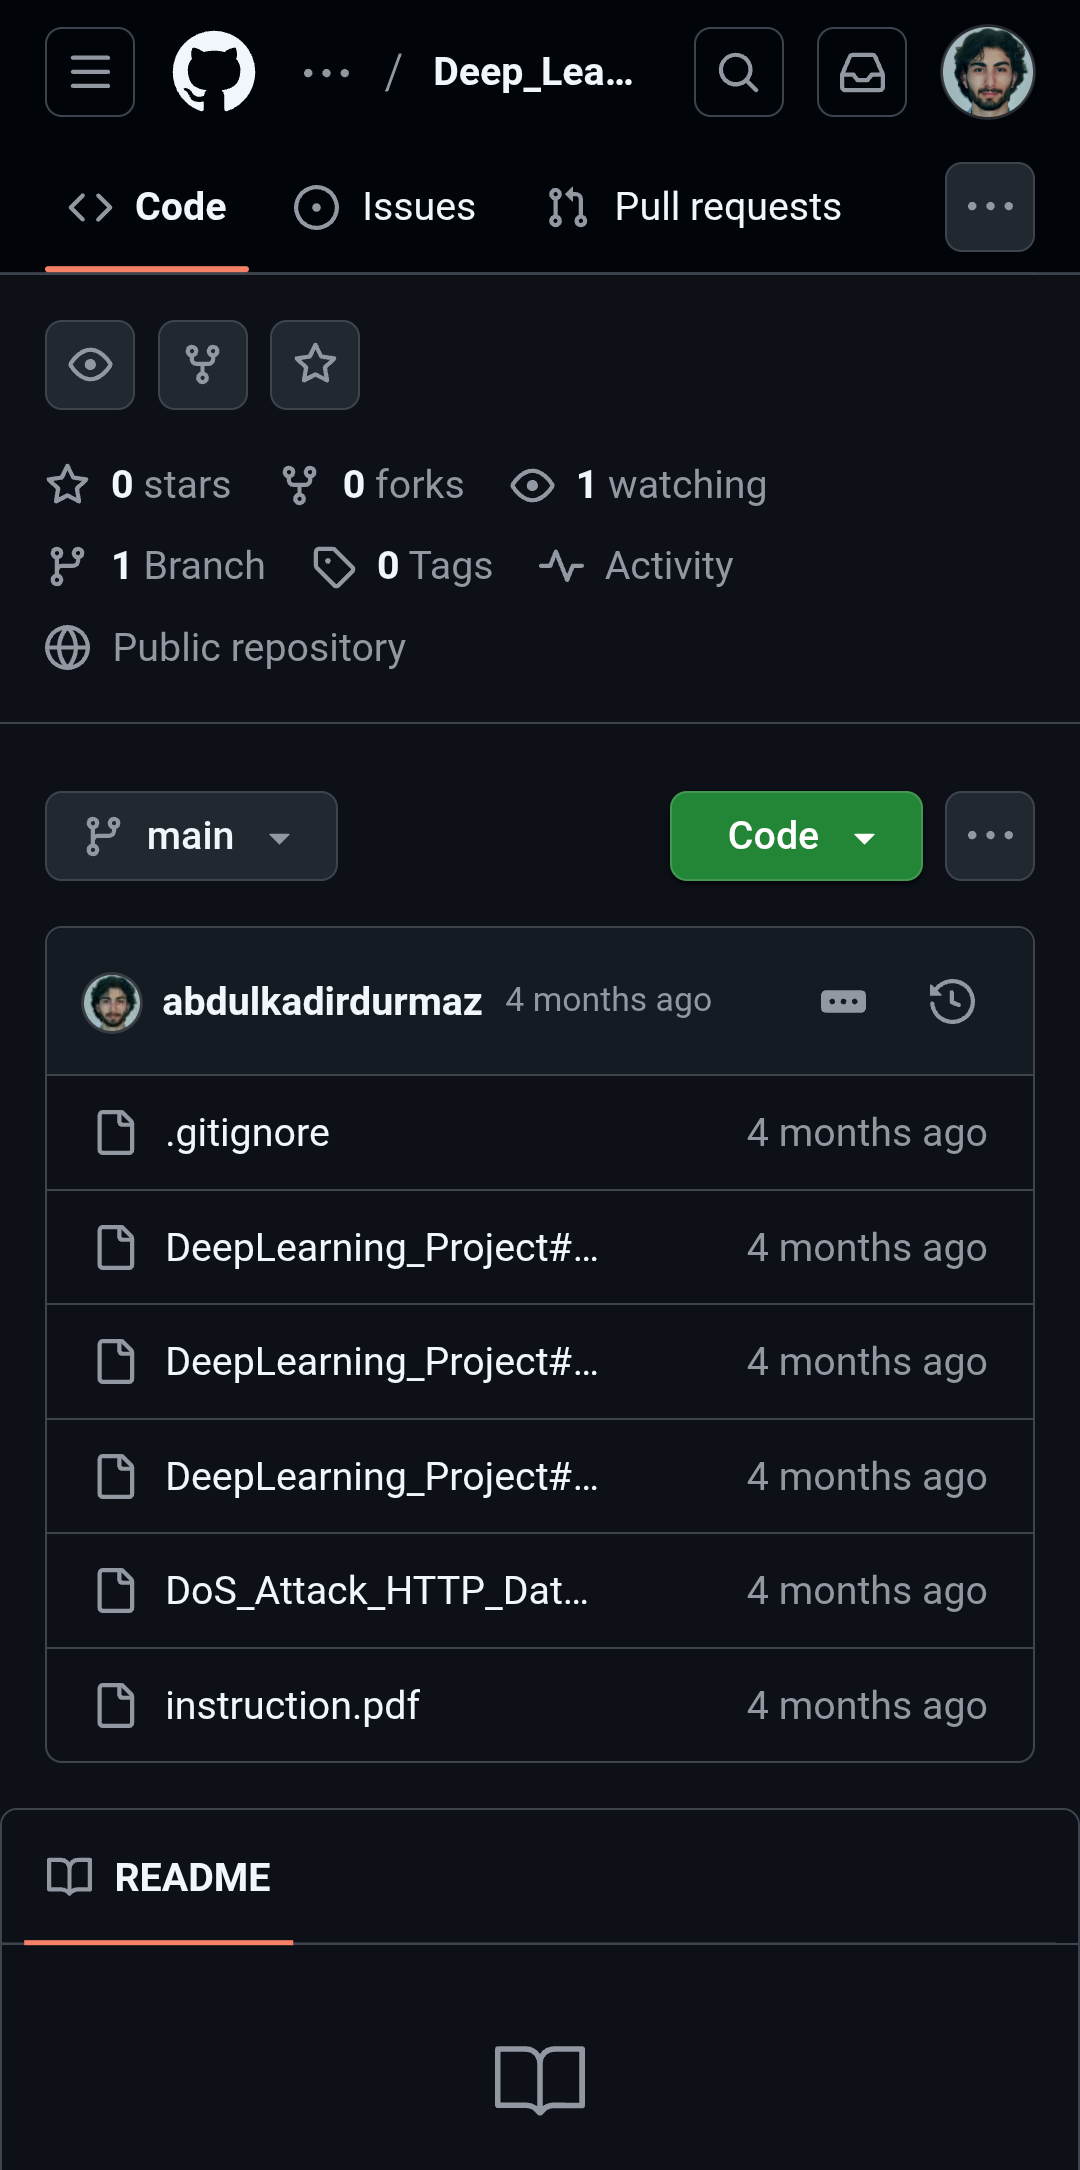 / Deep_Lea...
Code Issues Pull requests
0 stars 0 forks 1 watching
1 Branch 0 Tags Activity
Public repository
main Code
abdulkadirdurmaz 4 months ago
.gitignore 4 months ago
DeepLearning_Project#... 4 months ago
DeepLearning_Project#... 4 months ago
DeepLearning_Project#... 4 months ago
DoS_Attack_HTTP_Dat... 4 months ago
instruction.pdf 4 months ago
README